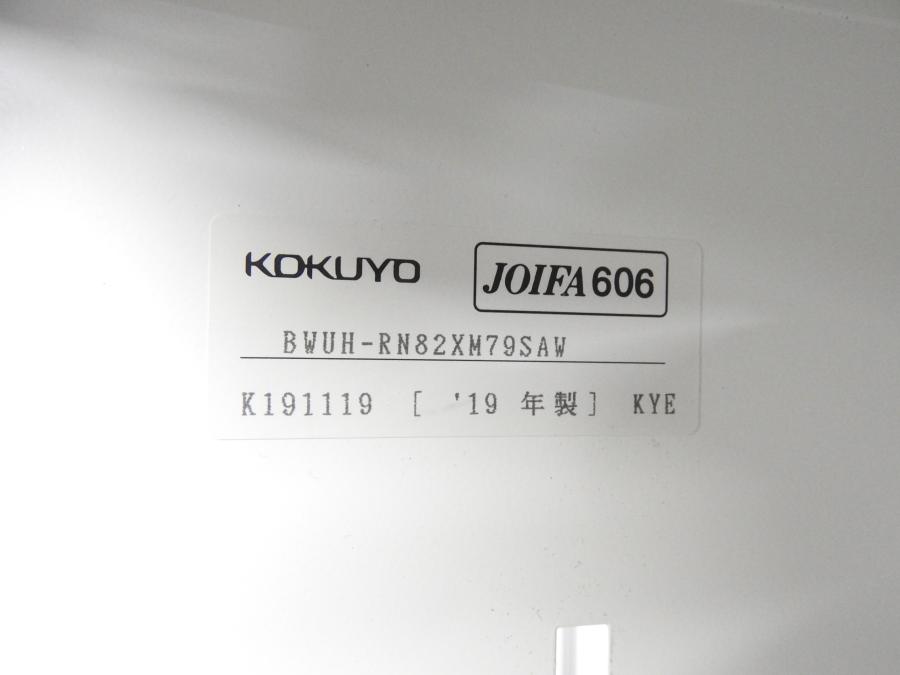 KOKUYO JOIFA606
BWUH-RN82XM79SAW
K191119 [ '19 年製] KYE